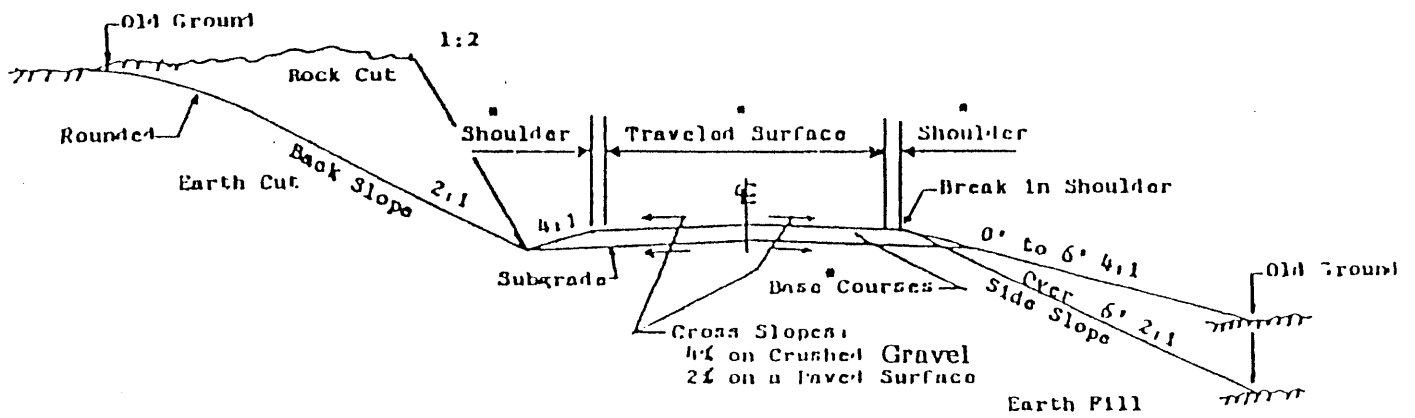 Old Ground
1:2
Rock Cut
Rounded
Shoulder
Traveled Surface
Shoulder
Back Slope
2:1
Earth Cut
Break in Shoulder
4:1
℄
0' to 6' 4:1
Subgrade
Base Courses
Over 6' 2:1
Side Slope
Old Ground
Cross Slopes:
4% on Crushed Gravel
2% on a Paved Surface
Earth Fill